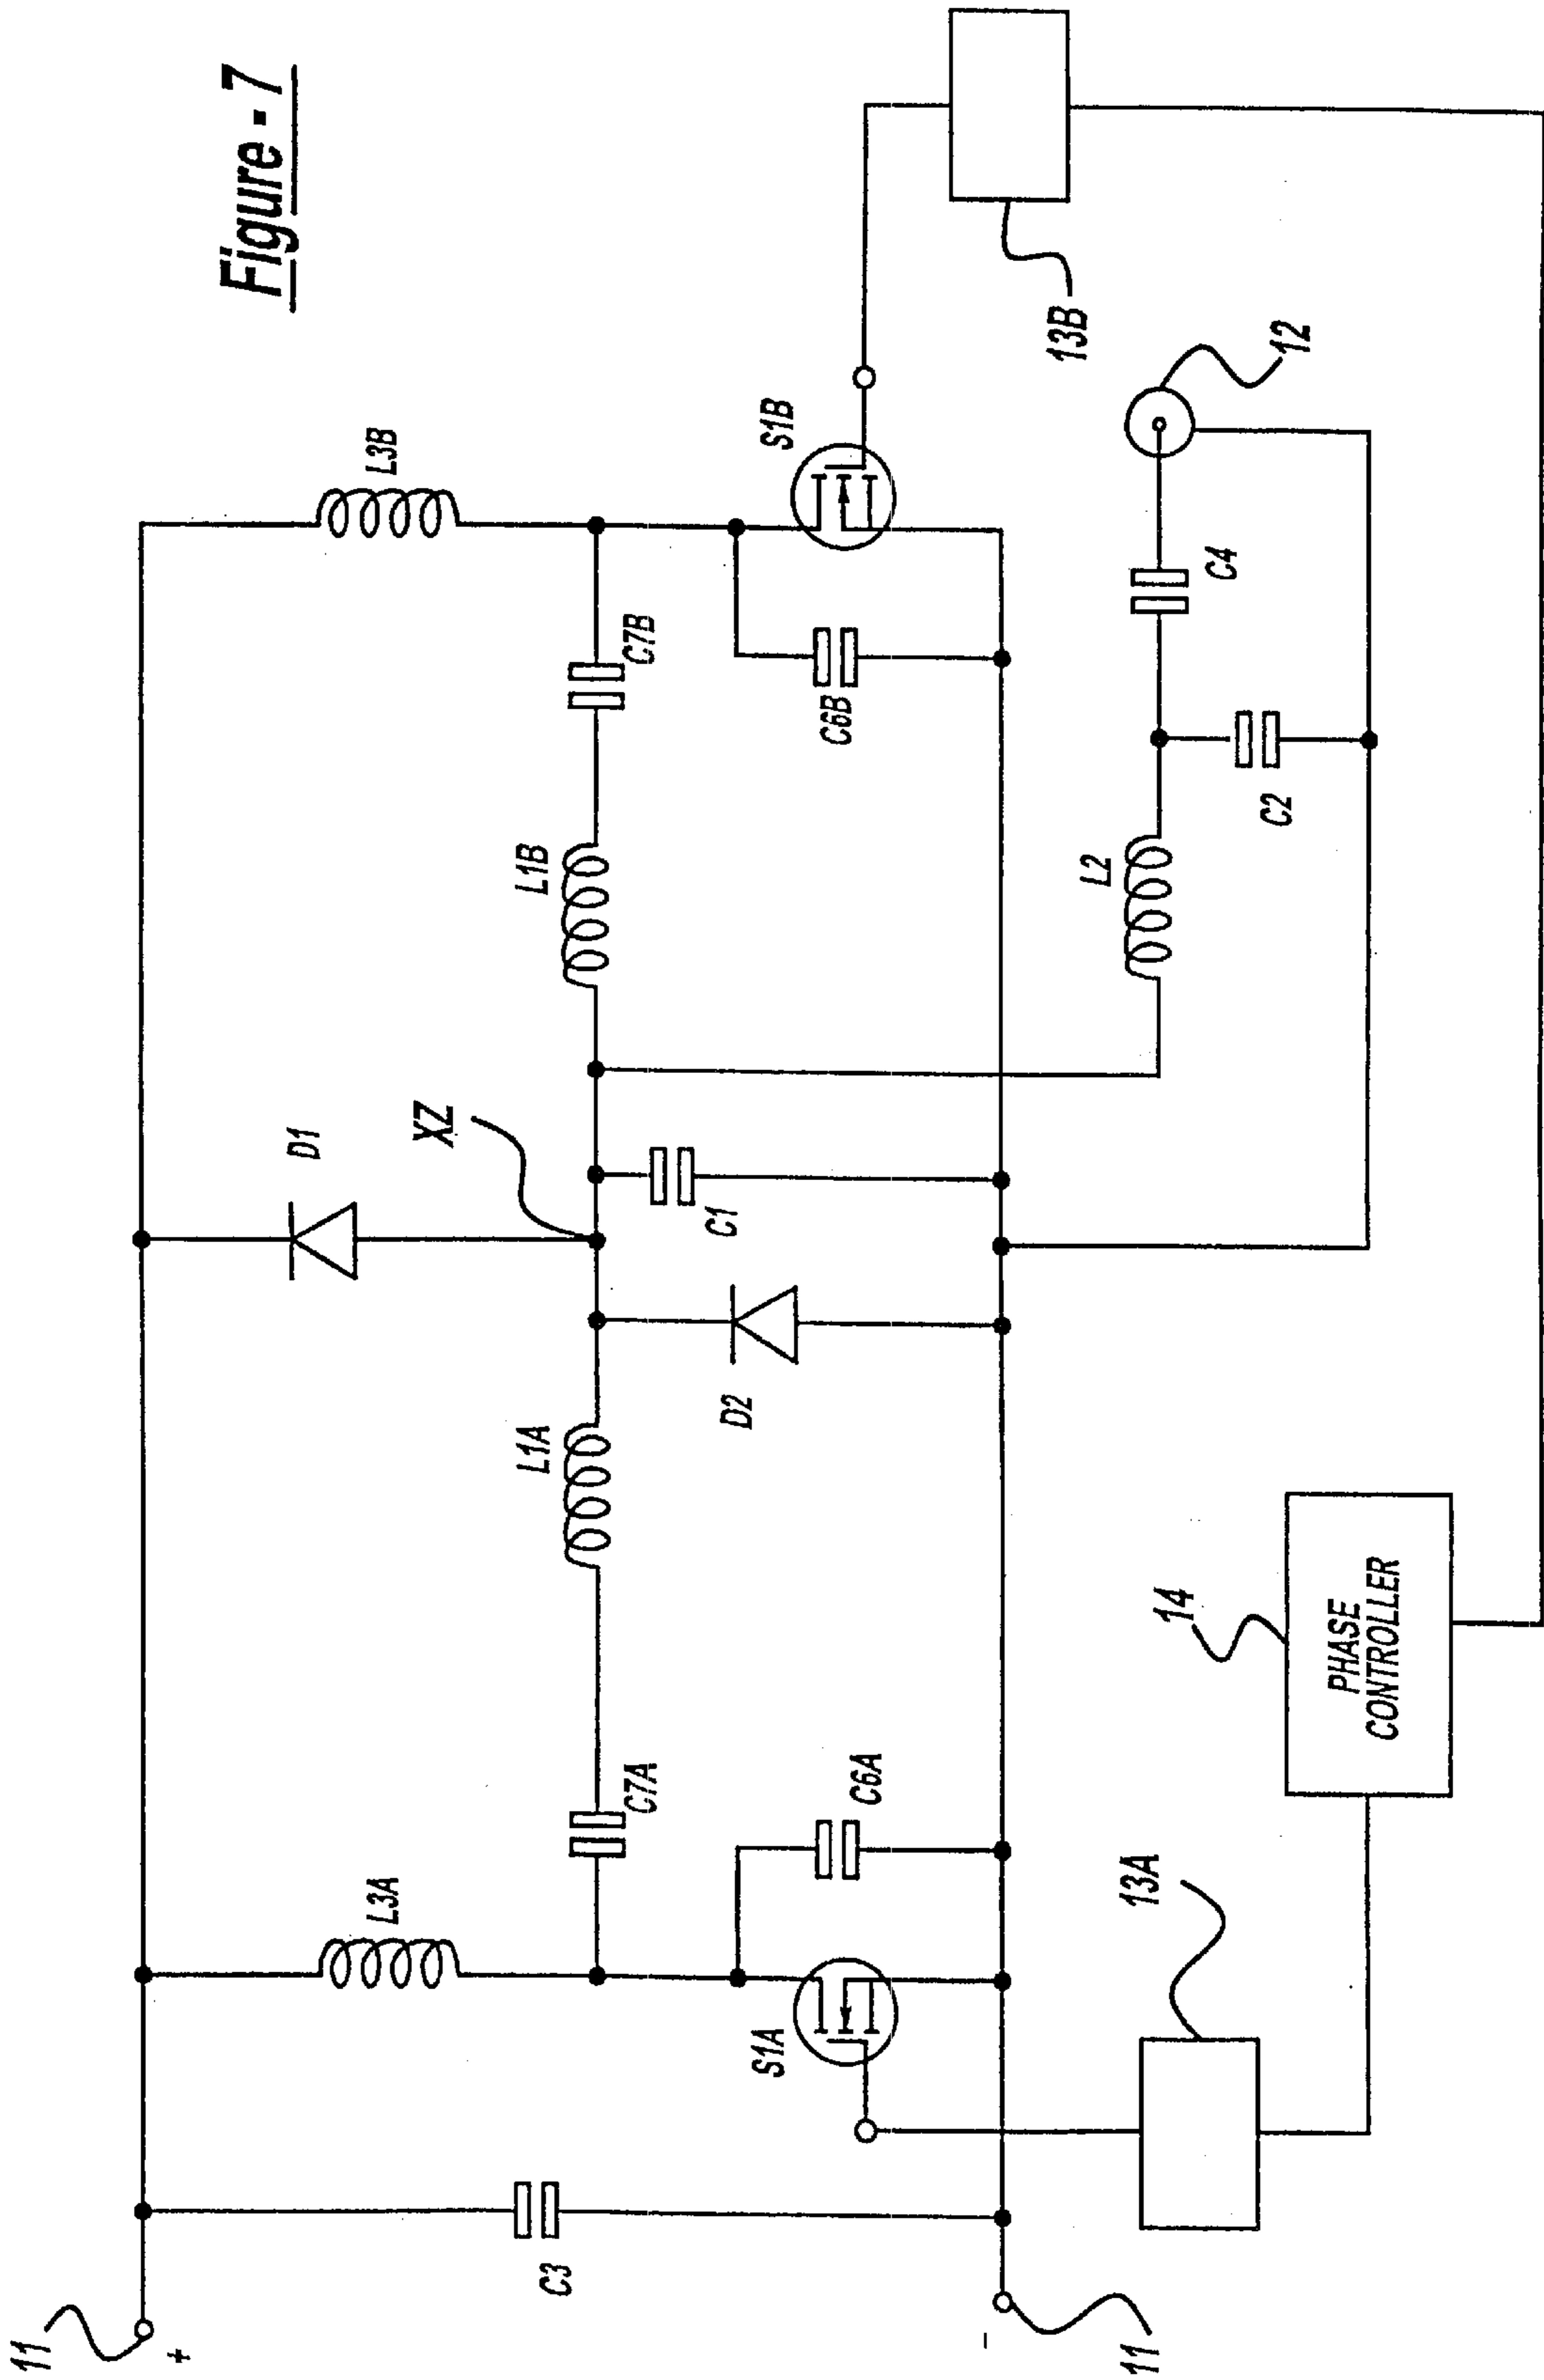 Figure - 7
11
+
C3
L3A
C7A
L1A
D1
XZ
L1B
C7B
L3B
S1A
C6A
D2
C1
C6B
S1B
-
11
13A
14
PHASE
CONTROLLER
L2
C2
C4
12
13B